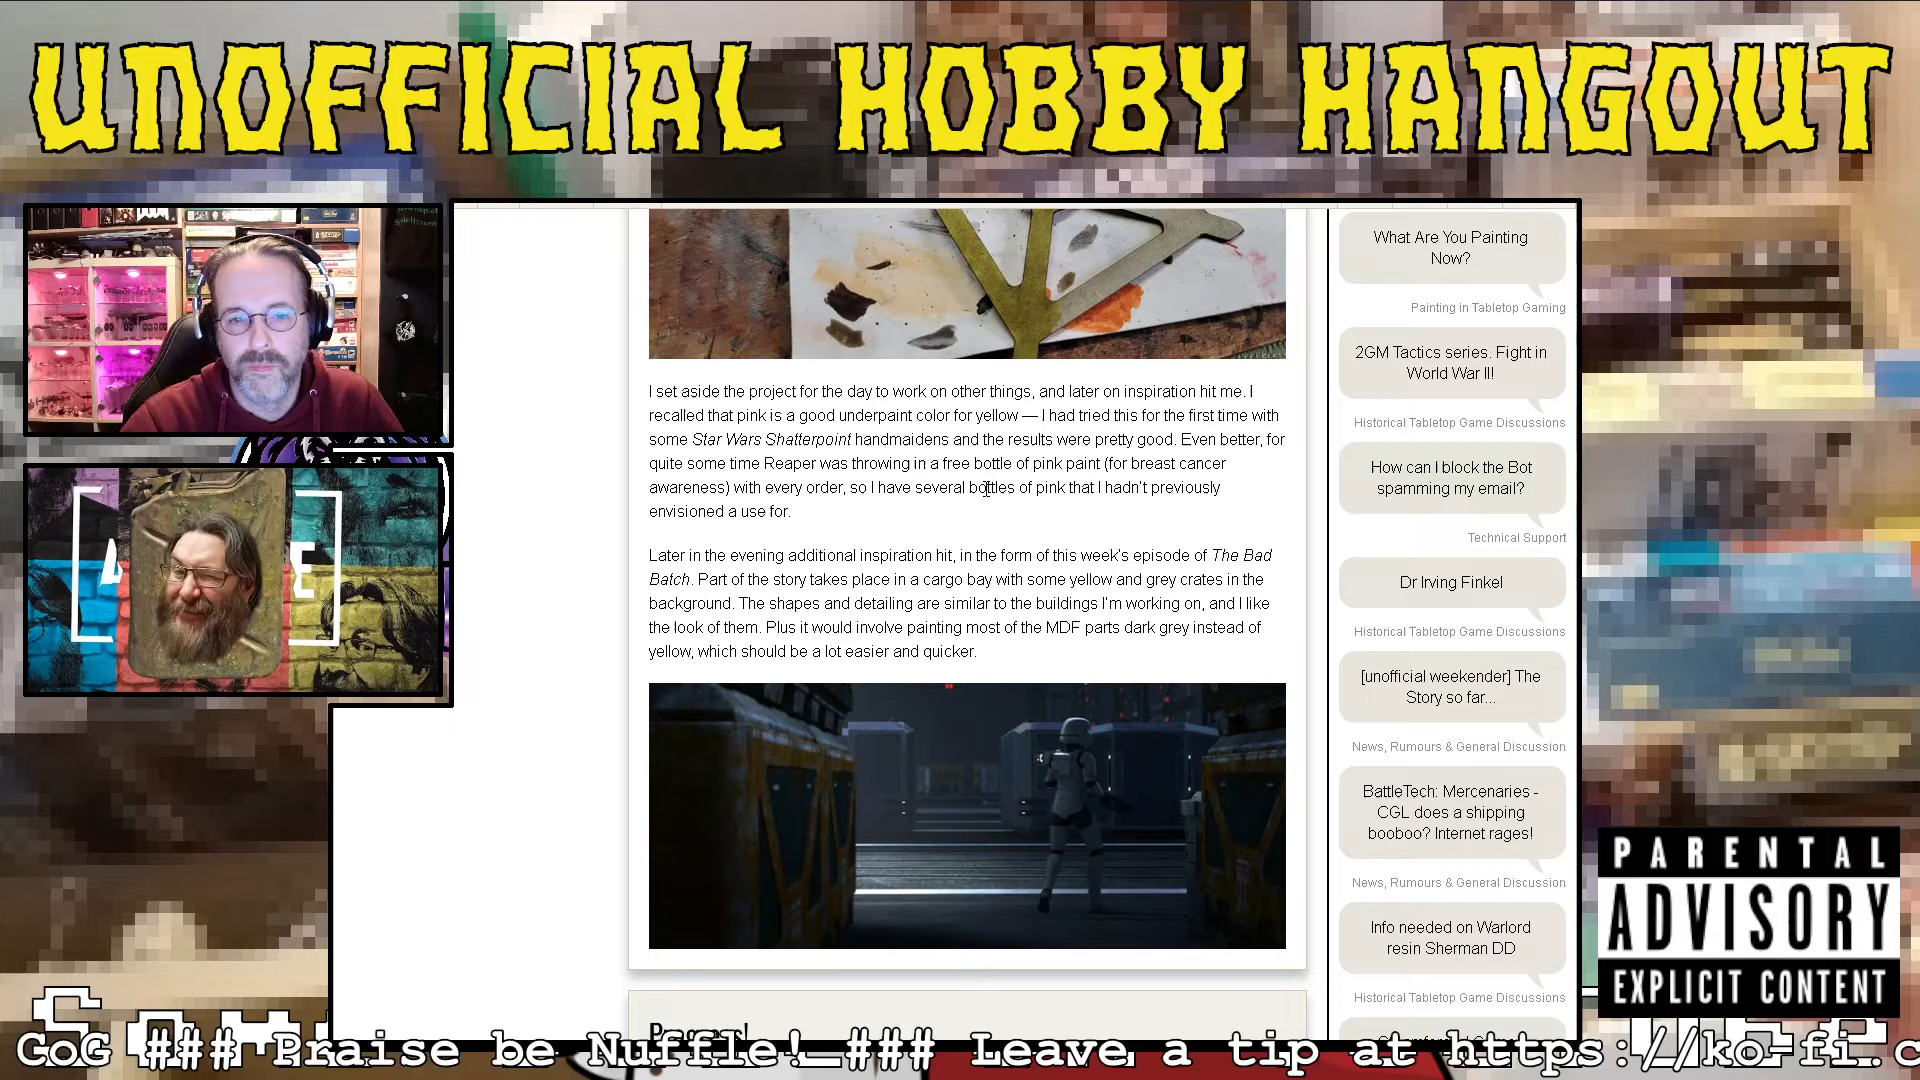 UNOFFICIAL HOBBY HANGOUT
I set aside the project for the day to work on other things, and later on inspiration hit me. I
recalled that pink is a good underpaint color for yellow — I had tried this for the first time with
some Star Wars Shatterpoint handmaidens and the results were pretty good. Even better, for
quite some time Reaper was throwing in a free bottle of pink paint (for breast cancer
awareness) with every order, so I have several bottles of pink that I hadn't previously
envisioned a use for.
Later in the evening additional inspiration hit, in the form of this week's episode of The Bad
Batch. Part of the story takes place in a cargo bay with some yellow and grey crates in the
background. The shapes and detailing are similar to the buildings I'm working on, and I like
the look of them. Plus it would involve painting most of the MDF parts dark grey instead of
yellow, which should be a lot easier and quicker.
What Are You Painting
Now?
Painting in Tabletop Gaming
2GM Tactics series. Fight in
World War II!
Historical Tabletop Game Discussions
How can I block the Bot
spamming my email?
Technical Support
Dr Irving Finkel
Historical Tabletop Game Discussions
[unofficial weekender] The
Story so far...
News, Rumours & General Discussion
BattleTech: Mercenaries -
CGL does a shipping
booboo? Internet rages!
News, Rumours & General Discussion
Info needed on Warlord
resin Sherman DD
Historical Tabletop Game Discussions
PARENTAL
ADVISORY
EXPLICIT CONTENT
CoG ### Praise be Nuffle! ### Leave a tip at https://ko-fi.c